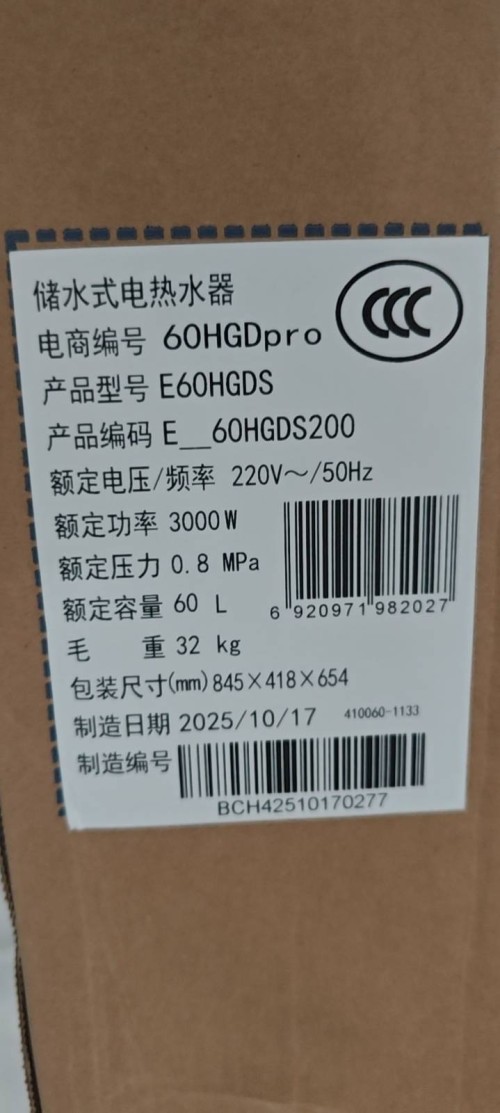 储水式电热水器
CCC
电商编号 60HGDpro
产品型号 E60HGDS
产品编码 E__60HGDS200
额定电压/频率 220V～/50Hz
额定功率 3000W
额定压力 0.8 MPa
6 920971 982027
额定容量 60 L
毛 重 32 kg
包装尺寸(mm)845×418×654
制造日期 2025/10/17 410060-1133
制造编号
BCH42510170277